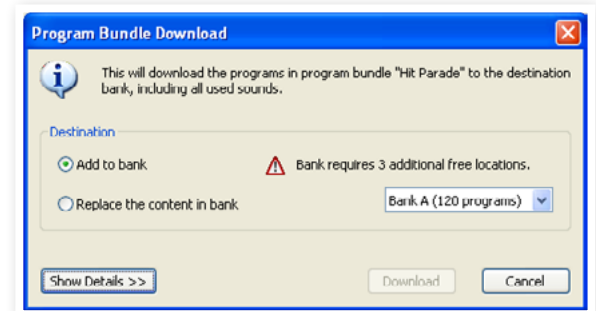 Program Bundle Download
This will download the programs in program bundle "Hit Parade" to the destination
bank, including all used sounds.
Destination
Add to bank
Bank requires 3 additional free locations.
Replace the content in bank
Bank A (120 programs)
Show Details >>
Download
Cancel